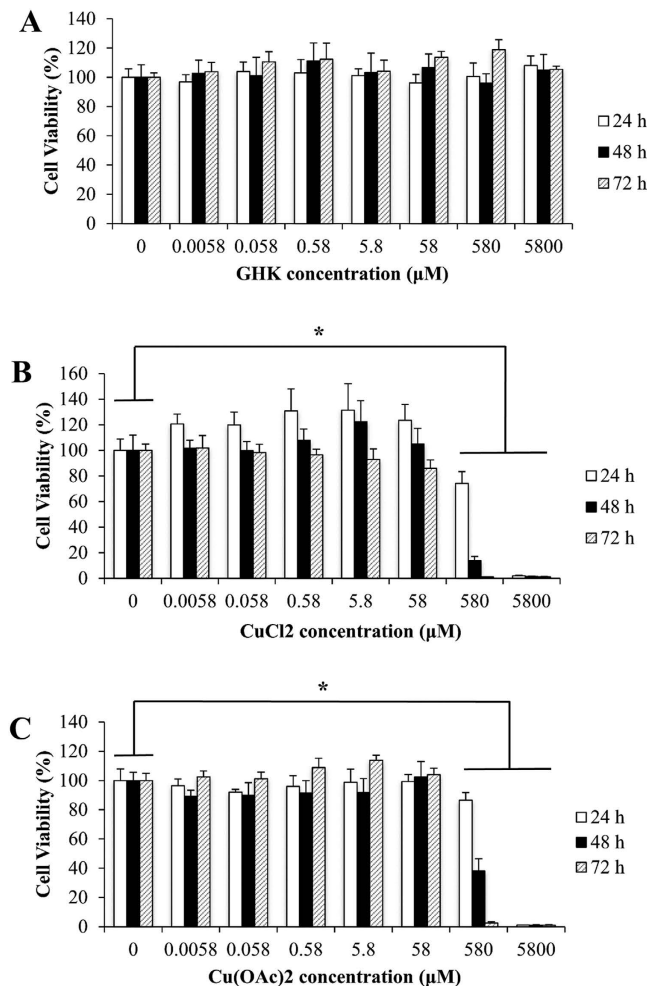 A
140
120
100
80
60
40
20
0
Cell Viability (%)
0 0.0058 0.058 0.58 5.8 58 580 5800
GHK concentration (µM)
24 h
48 h
72 h
*
B
160
140
120
100
80
60
40
20
0
Cell Viability (%)
0 0.0058 0.058 0.58 5.8 58 580 5800
CuCl2 concentration (µM)
24 h
48 h
72 h
*
C
140
120
100
80
60
40
20
0
Cell Viability (%)
0 0.0058 0.058 0.58 5.8 58 580 5800
Cu(OAc)2 concentration (µM)
24 h
48 h
72 h